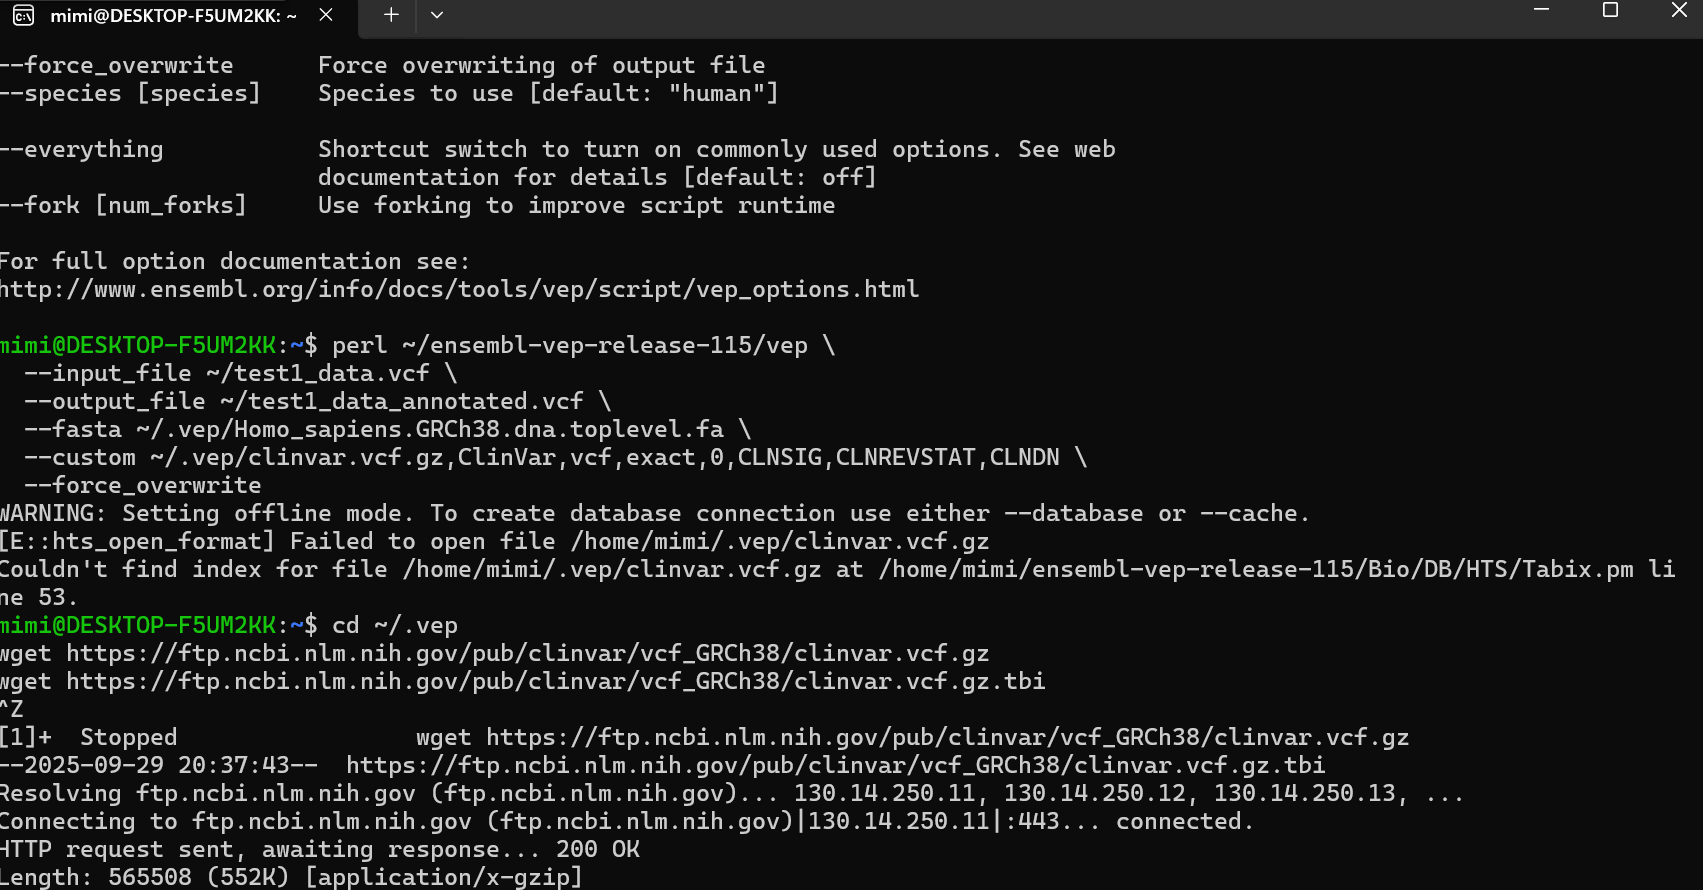 mimi@DESKTOP-F5UM2KK: ~
--force_overwrite      Force overwriting of output file
--species [species]    Species to use [default: "human"]
--everything           Shortcut switch to turn on commonly used options. See web
                       documentation for details [default: off]
--fork [num_forks]     Use forking to improve script runtime
For full option documentation see:
http://www.ensembl.org/info/docs/tools/vep/script/vep_options.html
mimi@DESKTOP-F5UM2KK:~$ perl ~/ensembl-vep-release-115/vep \
  --input_file ~/test1_data.vcf \
  --output_file ~/test1_data_annotated.vcf \
  --fasta ~/.vep/Homo_sapiens.GRCh38.dna.toplevel.fa \
  --custom ~/.vep/clinvar.vcf.gz,ClinVar,vcf,exact,0,CLNSIG,CLNREVSTAT,CLNDN \
  --force_overwrite
WARNING: Setting offline mode. To create database connection use either --database or --cache.
[E::hts_open_format] Failed to open file /home/mimi/.vep/clinvar.vcf.gz
Couldn't find index for file /home/mimi/.vep/clinvar.vcf.gz at /home/mimi/ensembl-vep-release-115/Bio/DB/HTS/Tabix.pm li
ne 53.
mimi@DESKTOP-F5UM2KK:~$ cd ~/.vep
wget https://ftp.ncbi.nlm.nih.gov/pub/clinvar/vcf_GRCh38/clinvar.vcf.gz
wget https://ftp.ncbi.nlm.nih.gov/pub/clinvar/vcf_GRCh38/clinvar.vcf.gz.tbi
^Z
[1]+  Stopped                 wget https://ftp.ncbi.nlm.nih.gov/pub/clinvar/vcf_GRCh38/clinvar.vcf.gz
--2025-09-29 20:37:43--  https://ftp.ncbi.nlm.nih.gov/pub/clinvar/vcf_GRCh38/clinvar.vcf.gz.tbi
Resolving ftp.ncbi.nlm.nih.gov (ftp.ncbi.nlm.nih.gov)... 130.14.250.11, 130.14.250.12, 130.14.250.13, ...
Connecting to ftp.ncbi.nlm.nih.gov (ftp.ncbi.nlm.nih.gov)|130.14.250.11|:443... connected.
HTTP request sent, awaiting response... 200 OK
Length: 565508 (552K) [application/x-gzip]